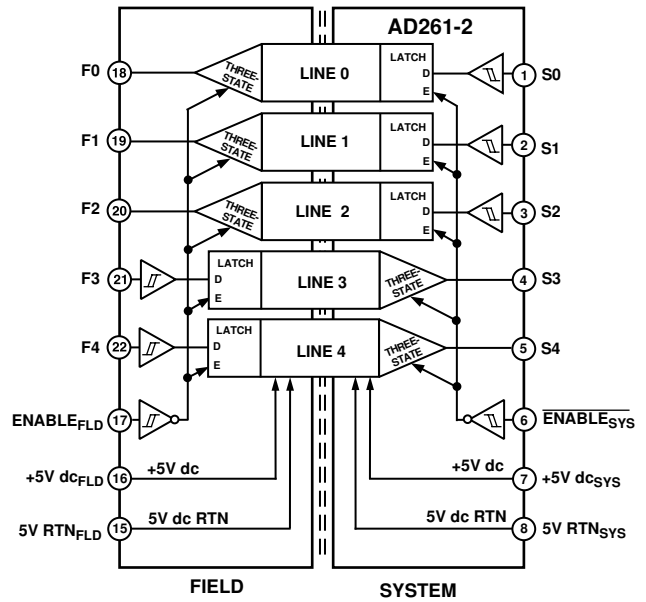 AD261-2
F0 18 THREE-STATE LINE 0 LATCH D E 1 S0
F1 19 THREE-STATE LINE 1 LATCH D E 2 S1
F2 20 THREE-STATE LINE 2 LATCH D E 3 S2
F3 21 LATCH D E LINE 3 THREE-STATE 4 S3
F4 22 LATCH D E LINE 4 THREE-STATE 5 S4
ENABLEFLD 17 6 ENABLESYS
+5V dcFLD 16 +5V dc +5V dc 7 +5V dcSYS
5V RTNFLD 15 5V dc RTN 5V dc RTN 8 5V RTNSYS
FIELD SYSTEM